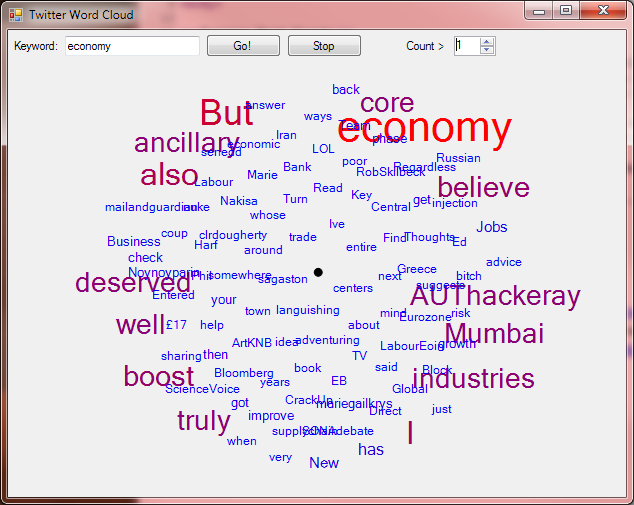 Twitter Word Cloud
Keyword: economy Go! Stop Count > 1
back
core
answer
But
ways
economy
Team
Iran
phase
ancillary
economic
senedd
LOL
Bank
poor
Russian
Regardless
also
Labour
Marie
RobSkilbeck
believe
Read
Key
mailandguardian
Nakisa
Turn
Central
get
injection
whose
Ive
Jobs
coup
clrdougherty
trade
Find
Thoughts
Ed
Business
Harf
around
entire
check
advice
Novnovparin
Phil
somewhere
sagaston
next
Greece
bitch
deserved
centers
suggests
Entered
your
AUThackeray
town
languishing
mind
Eurozone
risk
well
£17
help
about
Mumbai
ArtKNB
idea
adventuring
LabourEoin
growth
sharing
then
TV
book
said
Block
boost
Bloomberg
years
EB
industries
ScienceVoice
Global
got
CrackUp
mariegailkrys
Direct
just
truly
improve
supplychain
SONAdebate
I
when
has
very
New